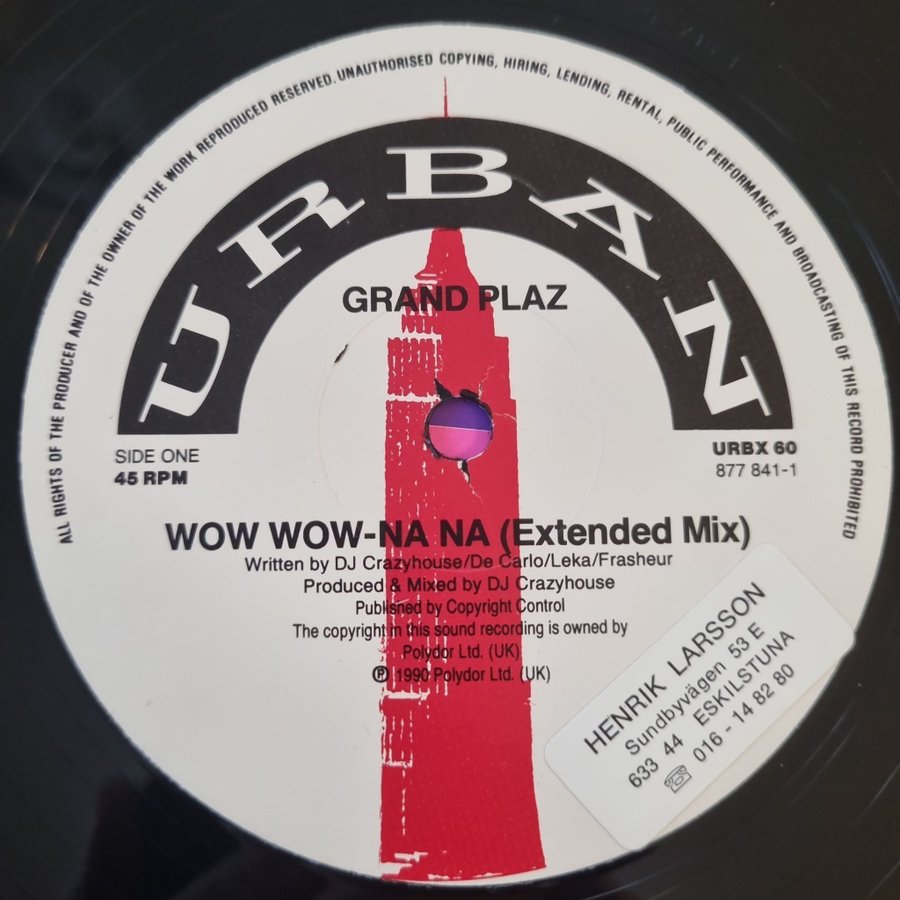 ALL RIGHTS OF THE PRODUCER AND OF THE OWNER OF THE WORK REPRODUCED RESERVED. UNAUTHORISED COPYING, HIRING, LENDING, RENTAL, PUBLIC PERFORMANCE AND BROADCASTING OF THIS RECORD PROHIBITED
URBAN
GRAND PLAZ
SIDE ONE
45 RPM
URBX 60
877 841-1
WOW WOW-NA NA (Extended Mix)
Written by DJ Crazyhouse/De Carlo/Leka/Frasheur
Produced & Mixed by DJ Crazyhouse
Published by Copyright Control
The copyright in this sound recording is owned by
Polydor Ltd. (UK)
℗ 1990 Polydor Ltd. (UK)
HENRIK LARSSON
Sundbyvägen 53 E
633 44 ESKILSTUNA
☏ 016 - 14 82 80